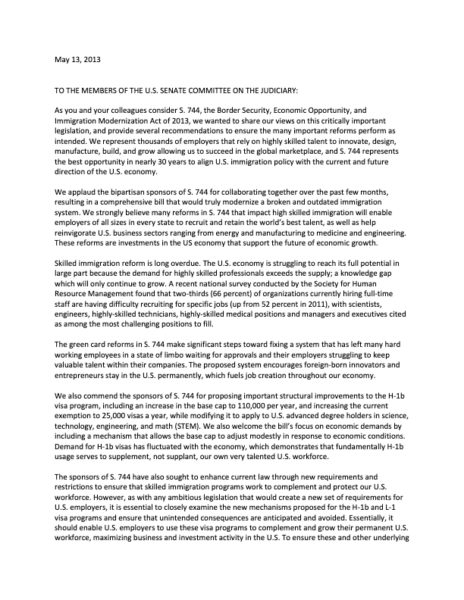 May 13, 2013
TO THE MEMBERS OF THE U.S. SENATE COMMITTEE ON THE JUDICIARY:
As you and your colleagues consider S. 744, the Border Security, Economic Opportunity, and
Immigration Modernization Act of 2013, we wanted to share our views on this critically important
legislation, and provide several recommendations to ensure the many important reforms perform as
intended. We represent thousands of employers that rely on highly skilled talent to innovate, design,
manufacture, build, and grow allowing us to succeed in the global marketplace, and S. 744 represents
the best opportunity in nearly 30 years to align U.S. immigration policy with the current and future
direction of the U.S. economy.
We applaud the bipartisan sponsors of S. 744 for collaborating together over the past few months,
resulting in a comprehensive bill that would truly modernize a broken and outdated immigration
system. We strongly believe many reforms in S. 744 that impact high skilled immigration will enable
employers of all sizes in every state to recruit and retain the world's best talent, as well as help
reinvigorate U.S. business sectors ranging from energy and manufacturing to medicine and engineering.
These reforms are investments in the US economy that support the future of economic growth.
Skilled immigration reform is long overdue. The U.S. economy is struggling to reach its full potential in
large part because the demand for highly skilled professionals exceeds the supply; a knowledge gap
which will only continue to grow. A recent national survey conducted by the Society for Human
Resource Management found that two-thirds (66 percent) of organizations currently hiring full-time
staff are having difficulty recruiting for specific jobs (up from 52 percent in 2011), with scientists,
engineers, highly-skilled technicians, highly-skilled medical positions and managers and executives cited
as among the most challenging positions to fill.
The green card reforms in S. 744 make significant steps toward fixing a system that has left many hard
working employees in a state of limbo waiting for approvals and their employers struggling to keep
valuable talent within their companies. The proposed system encourages foreign-born innovators and
entrepreneurs stay in the U.S. permanently, which fuels job creation throughout our economy.
We also commend the sponsors of S. 744 for proposing important structural improvements to the H-1b
visa program, including an increase in the base cap to 110,000 per year, and increasing the current
exemption to 25,000 visas a year, while modifying it to apply to U.S. advanced degree holders in science,
technology, engineering, and math (STEM). We also welcome the bill's focus on economic demands by
including a mechanism that allows the base cap to adjust modestly in response to economic conditions.
Demand for H-1b visas has fluctuated with the economy, which demonstrates that fundamentally H-1b
usage serves to supplement, not supplant, our own very talented U.S. workforce.
The sponsors of S. 744 have also sought to enhance current law through new requirements and
restrictions to ensure that skilled immigration programs work to complement and protect our U.S.
workforce. However, as with any ambitious legislation that would create a new set of requirements for
U.S. employers, it is essential to closely examine the new mechanisms proposed for the H-1b and L-1
visa programs and ensure that unintended consequences are anticipated and avoided. Essentially, it
should enable U.S. employers to use these visa programs to complement and grow their permanent U.S.
workforce, maximizing business and investment activity in the U.S. To ensure these and other underlying